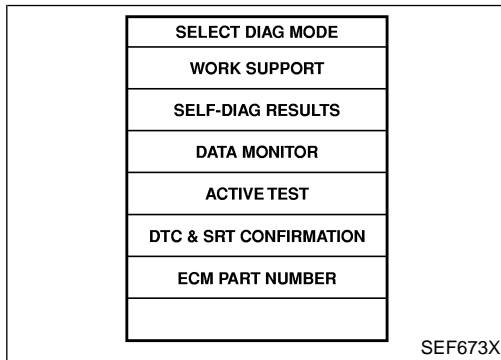 SELECT DIAG MODE
WORK SUPPORT
SELF-DIAG RESULTS
DATA MONITOR
ACTIVE TEST
DTC & SRT CONFIRMATION
ECM PART NUMBER
SEF673X